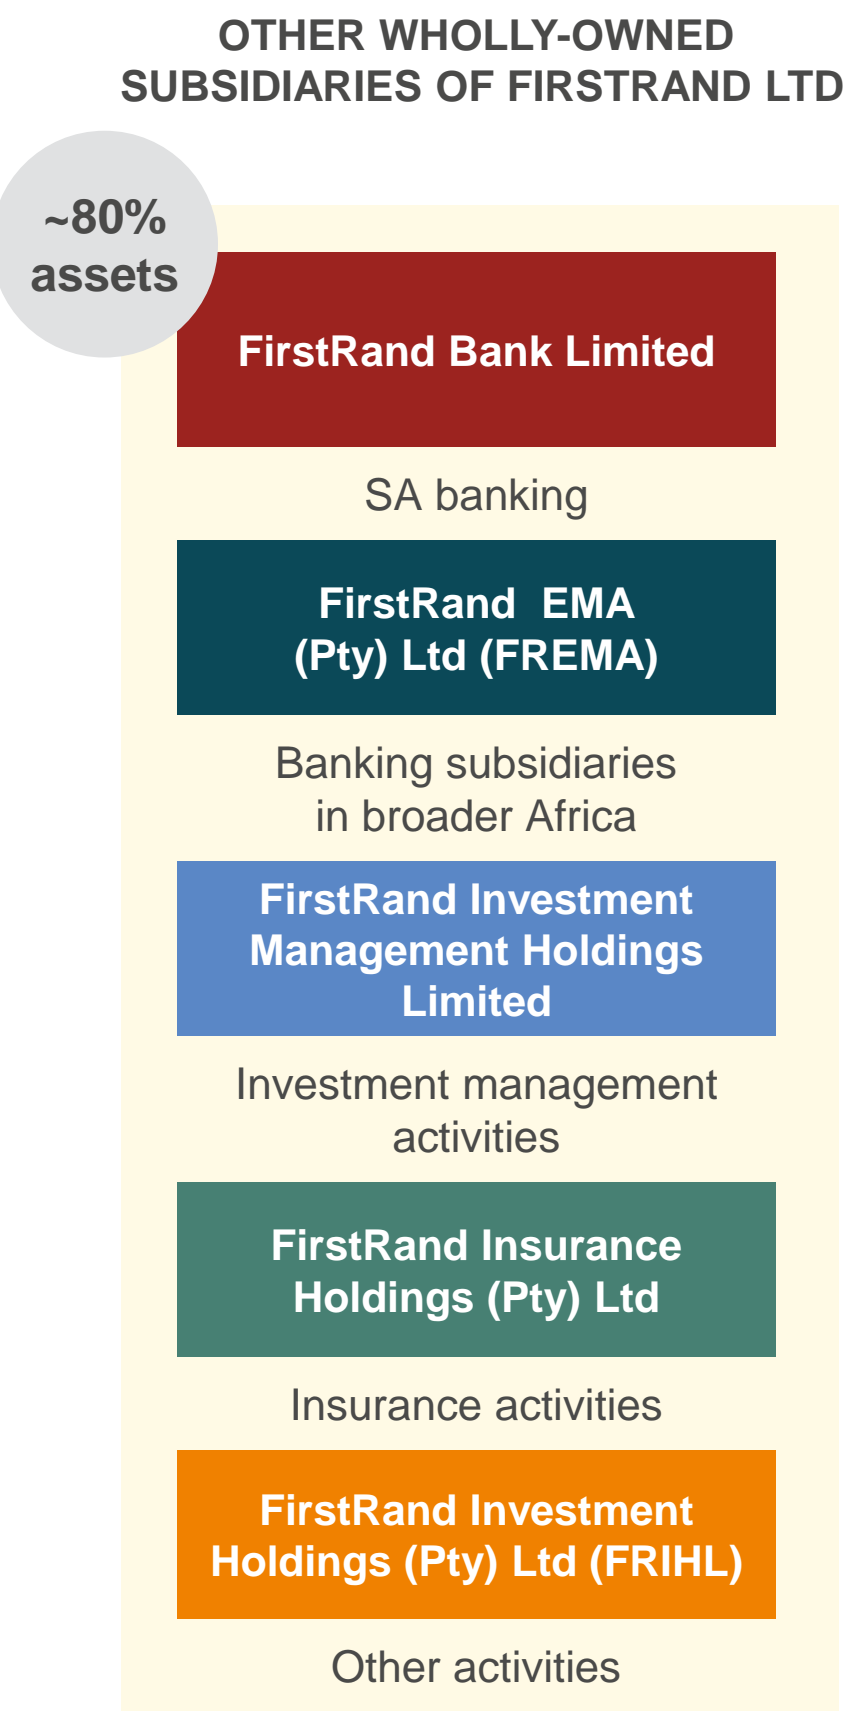 OTHER WHOLLY-OWNED
SUBSIDIARIES OF FIRSTRAND LTD
~80%
assets
FirstRand Bank Limited
SA banking
FirstRand EMA
(Pty) Ltd (FREMA)
Banking subsidiaries
in broader Africa
FirstRand Investment
Management Holdings
Limited
Investment management
activities
FirstRand Insurance
Holdings (Pty) Ltd
Insurance activities
FirstRand Investment
Holdings (Pty) Ltd (FRIHL)
Other activities